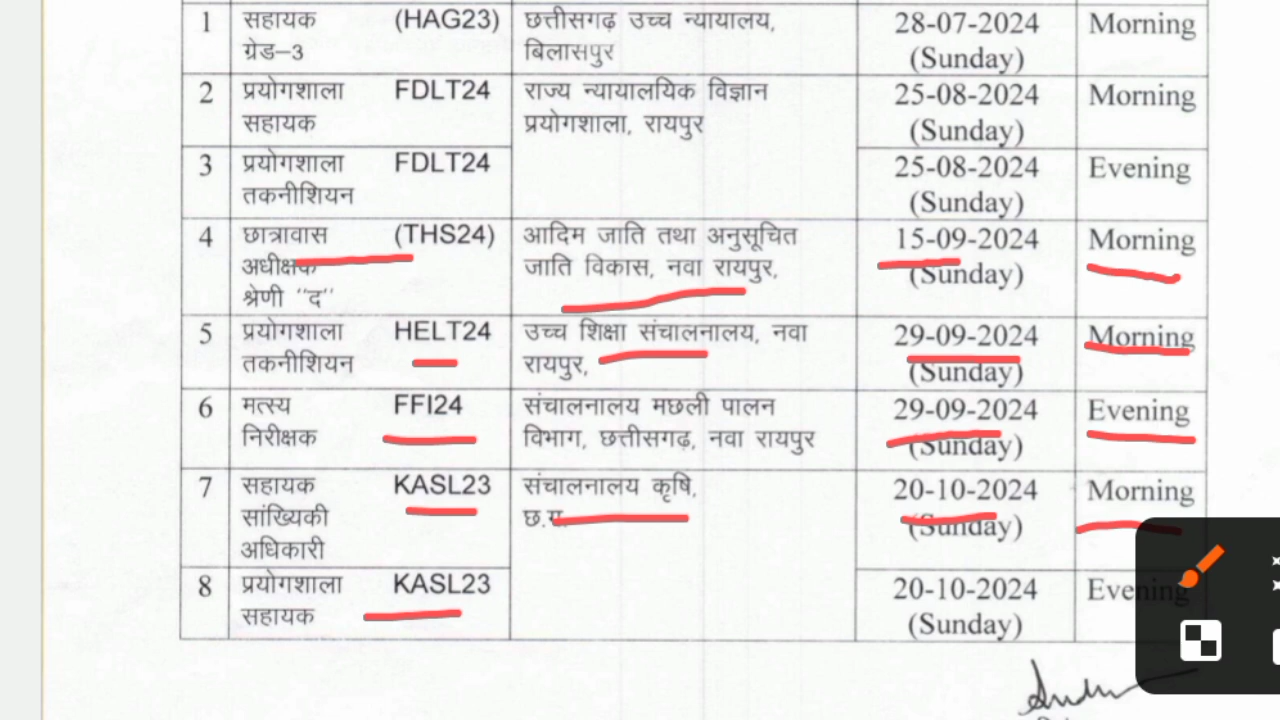 1 सहायक (HAG23) छत्तीसगढ़ उच्च न्यायालय, 28-07-2024 Morning
ग्रेड–3 बिलासपुर (Sunday)
2 प्रयोगशाला FDLT24 राज्य न्यायालयिक विज्ञान 25-08-2024 Morning
सहायक प्रयोगशाला, रायपुर (Sunday)
3 प्रयोगशाला FDLT24 25-08-2024 Evening
तकनीशियन (Sunday)
4 छात्रावास (THS24) आदिम जाति तथा अनुसूचित 15-09-2024 Morning
अधीक्षक जाति विकास, नवा रायपुर, (Sunday)
श्रेणी "द"
5 प्रयोगशाला HELT24 उच्च शिक्षा संचालनालय, नवा 29-09-2024 Morning
तकनीशियन रायपुर, (Sunday)
6 मत्स्य FFI24 संचालनालय मछली पालन 29-09-2024 Evening
निरीक्षक विभाग, छत्तीसगढ़, नवा रायपुर (Sunday)
7 सहायक KASL23 संचालनालय कृषि, 20-10-2024 Morning
सांख्यिकी छ.ग. (Sunday)
अधिकारी
8 प्रयोगशाला KASL23 20-10-2024 Evening
सहायक (Sunday)